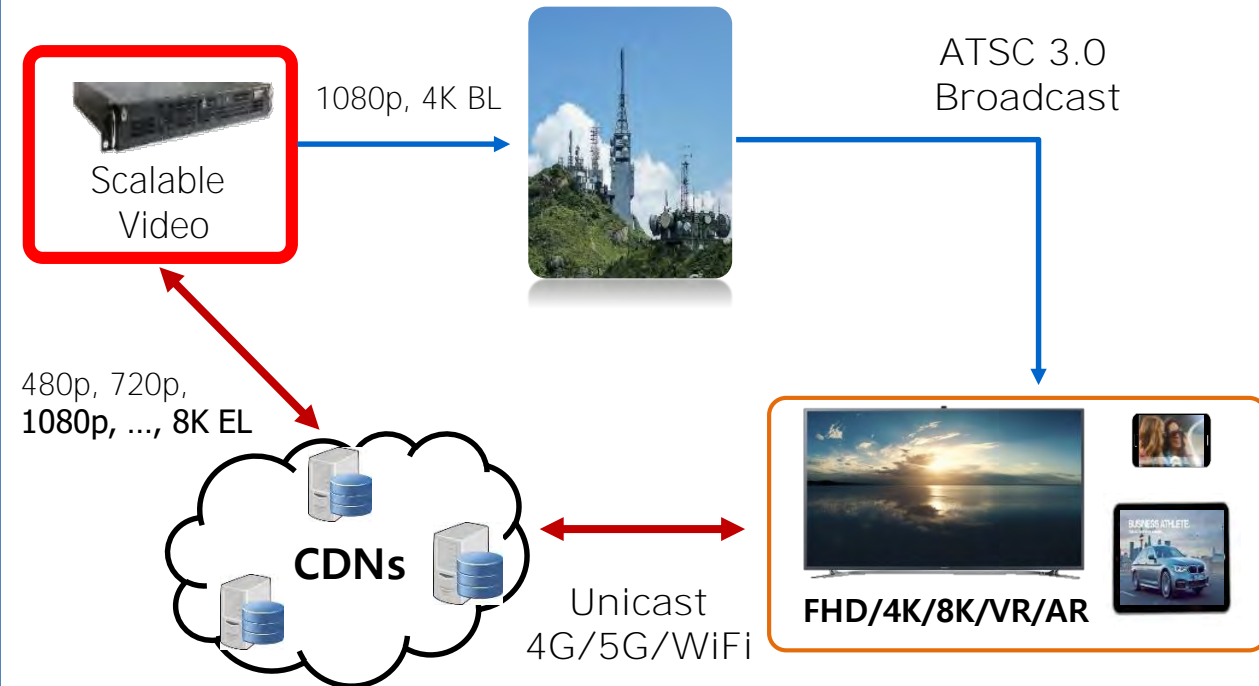 ATSC 3.0
Broadcast
1080p, 4K BL
Scalable
Video
480p, 720p,
1080p, ..., 8K EL
CDNs
Unicast
4G/5G/WiFi
BUSINESS ATHLETE.
FHD/4K/8K/VR/AR